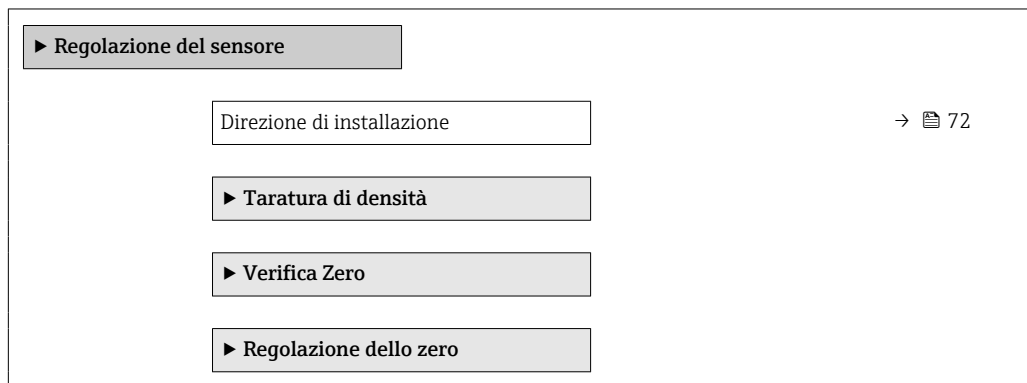 ▶ Regolazione del sensore
Direzione di installazione → 72
▶ Taratura di densità
▶ Verifica Zero
▶ Regolazione dello zero